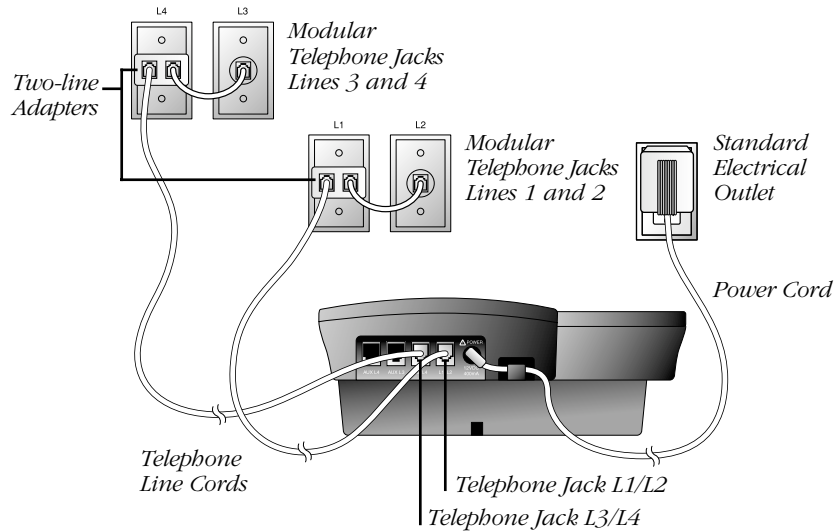 L4
L3
Modular
Telephone Jacks
Lines 3 and 4
Two-line
Adapters
L1
L2
Modular
Telephone Jacks
Lines 1 and 2
Standard
Electrical
Outlet
Power Cord
POWER
AUX L4
AUX L3
Telephone
Line Cords
Telephone Jack L1/L2
Telephone Jack L3/L4